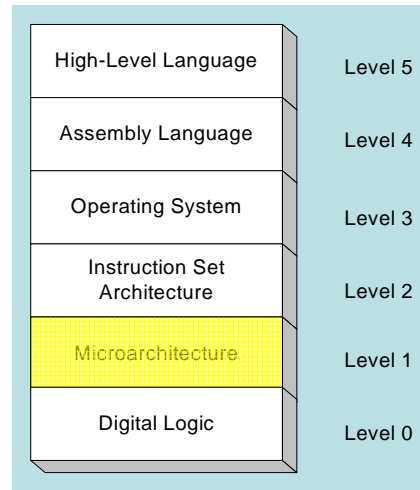 High-Level Language
Level 5
Assembly Language
Level 4
Operating System
Level 3
Instruction Set
Architecture
Level 2
Microarchitecture
Level 1
Digital Logic
Level 0